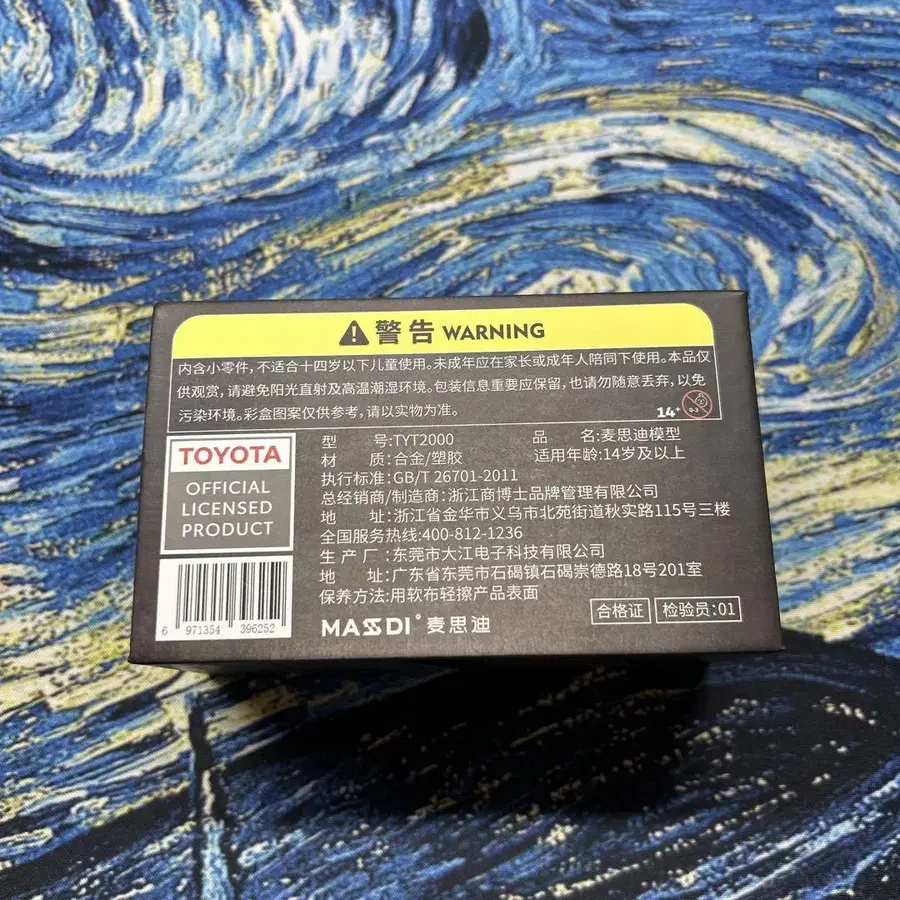 警告 WARNING
内含小零件,不适合十四岁以下儿童使用。未成年应在家长或成年人陪同下使用。本品仅
供观赏,请避免阳光直射及高温潮湿环境。包装信息重要应保留,也请勿随意丢弃,以免
污染环境。彩盒图案仅供参考,请以实物为准。
14+
0-3
TOYOTA
OFFICIAL
LICENSED
PRODUCT
型 号:TYT2000 品 名:麦思迪模型
材 质:合金/塑胶 适用年龄:14岁及以上
执行标准:GB/T 26701-2011
总经销商/制造商:浙江商博士品牌管理有限公司
地 址:浙江省金华市义乌市北苑街道秋实路115号三楼
全国服务热线:400-812-1236
生 产 厂 :东莞市大江电子科技有限公司
地 址:广东省东莞市石碣镇石碣崇德路18号201室
保养方法:用软布轻擦产品表面
6 971354 396252
MASSDI 麦思迪
合格证 检验员:01